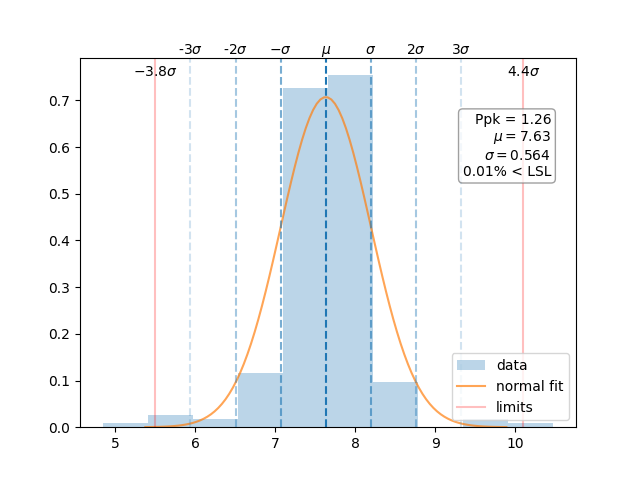 -3σ -2σ −σ μ σ 2σ 3σ
−3.8σ 4.4σ
Ppk = 1.26
μ = 7.63
σ = 0.564
0.01% < LSL
0.7
0.6
0.5
0.4
0.3
0.2
0.1
0.0
data
normal fit
limits
5 6 7 8 9 10